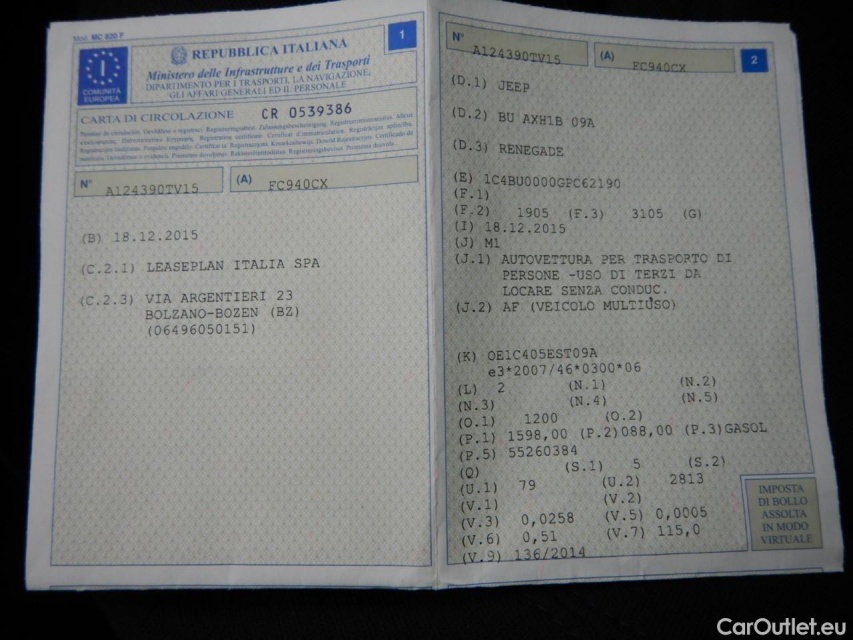 Mod. MC 820 F
1
REPUBBLICA ITALIANA
Ministero delle Infrastrutture e dei Trasporti
DIPARTIMENTO PER I TRASPORTI, LA NAVIGAZIONE,
GLI AFFARI GENERALI ED IL PERSONALE
I
COMUNITÀ
EUROPEA
CARTA DI CIRCOLAZIONE CR 0539386
N° A124390TV15 (A) FC940CX
(B) 18.12.2015
(C.2.1) LEASEPLAN ITALIA SPA
(C.2.3) VIA ARGENTIERI 23
BOLZANO-BOZEN (BZ)
(06496050151)
N° A124390TV15 (A) FC940CX 2
(D.1) JEEP
(D.2) BU AXH1B 09A
(D.3) RENEGADE
(E) 1C4BU0000GPC62190
(F.1)
(F.2) 1905 (F.3) 3105 (G)
(I) 18.12.2015
(J) M1
(J.1) AUTOVETTURA PER TRASPORTO DI
PERSONE -USO DI TERZI DA
LOCARE SENZA CONDUC.
(J.2) AF (VEICOLO MULTIUSO)
(K) OE1C405EST09A
e3*2007/46*0300*06
(L) 2 (N.1) (N.2)
(N.3) (N.4) (N.5)
(O.1) 1200 (O.2)
(P.1) 1598,00 (P.2)088,00 (P.3)GASOL
(P.5) 55260384
(Q) (S.1) 5 (S.2)
(U.1) 79 (U.2) 2813
(V.1) (V.2)
(V.3) 0,0258 (V.5) 0,0005
(V.6) 0,51 (V.7) 115,0
(V.9) 136/2014
IMPOSTA
DI BOLLO
ASSOLTA
IN MODO
VIRTUALE
CarOutlet.eu